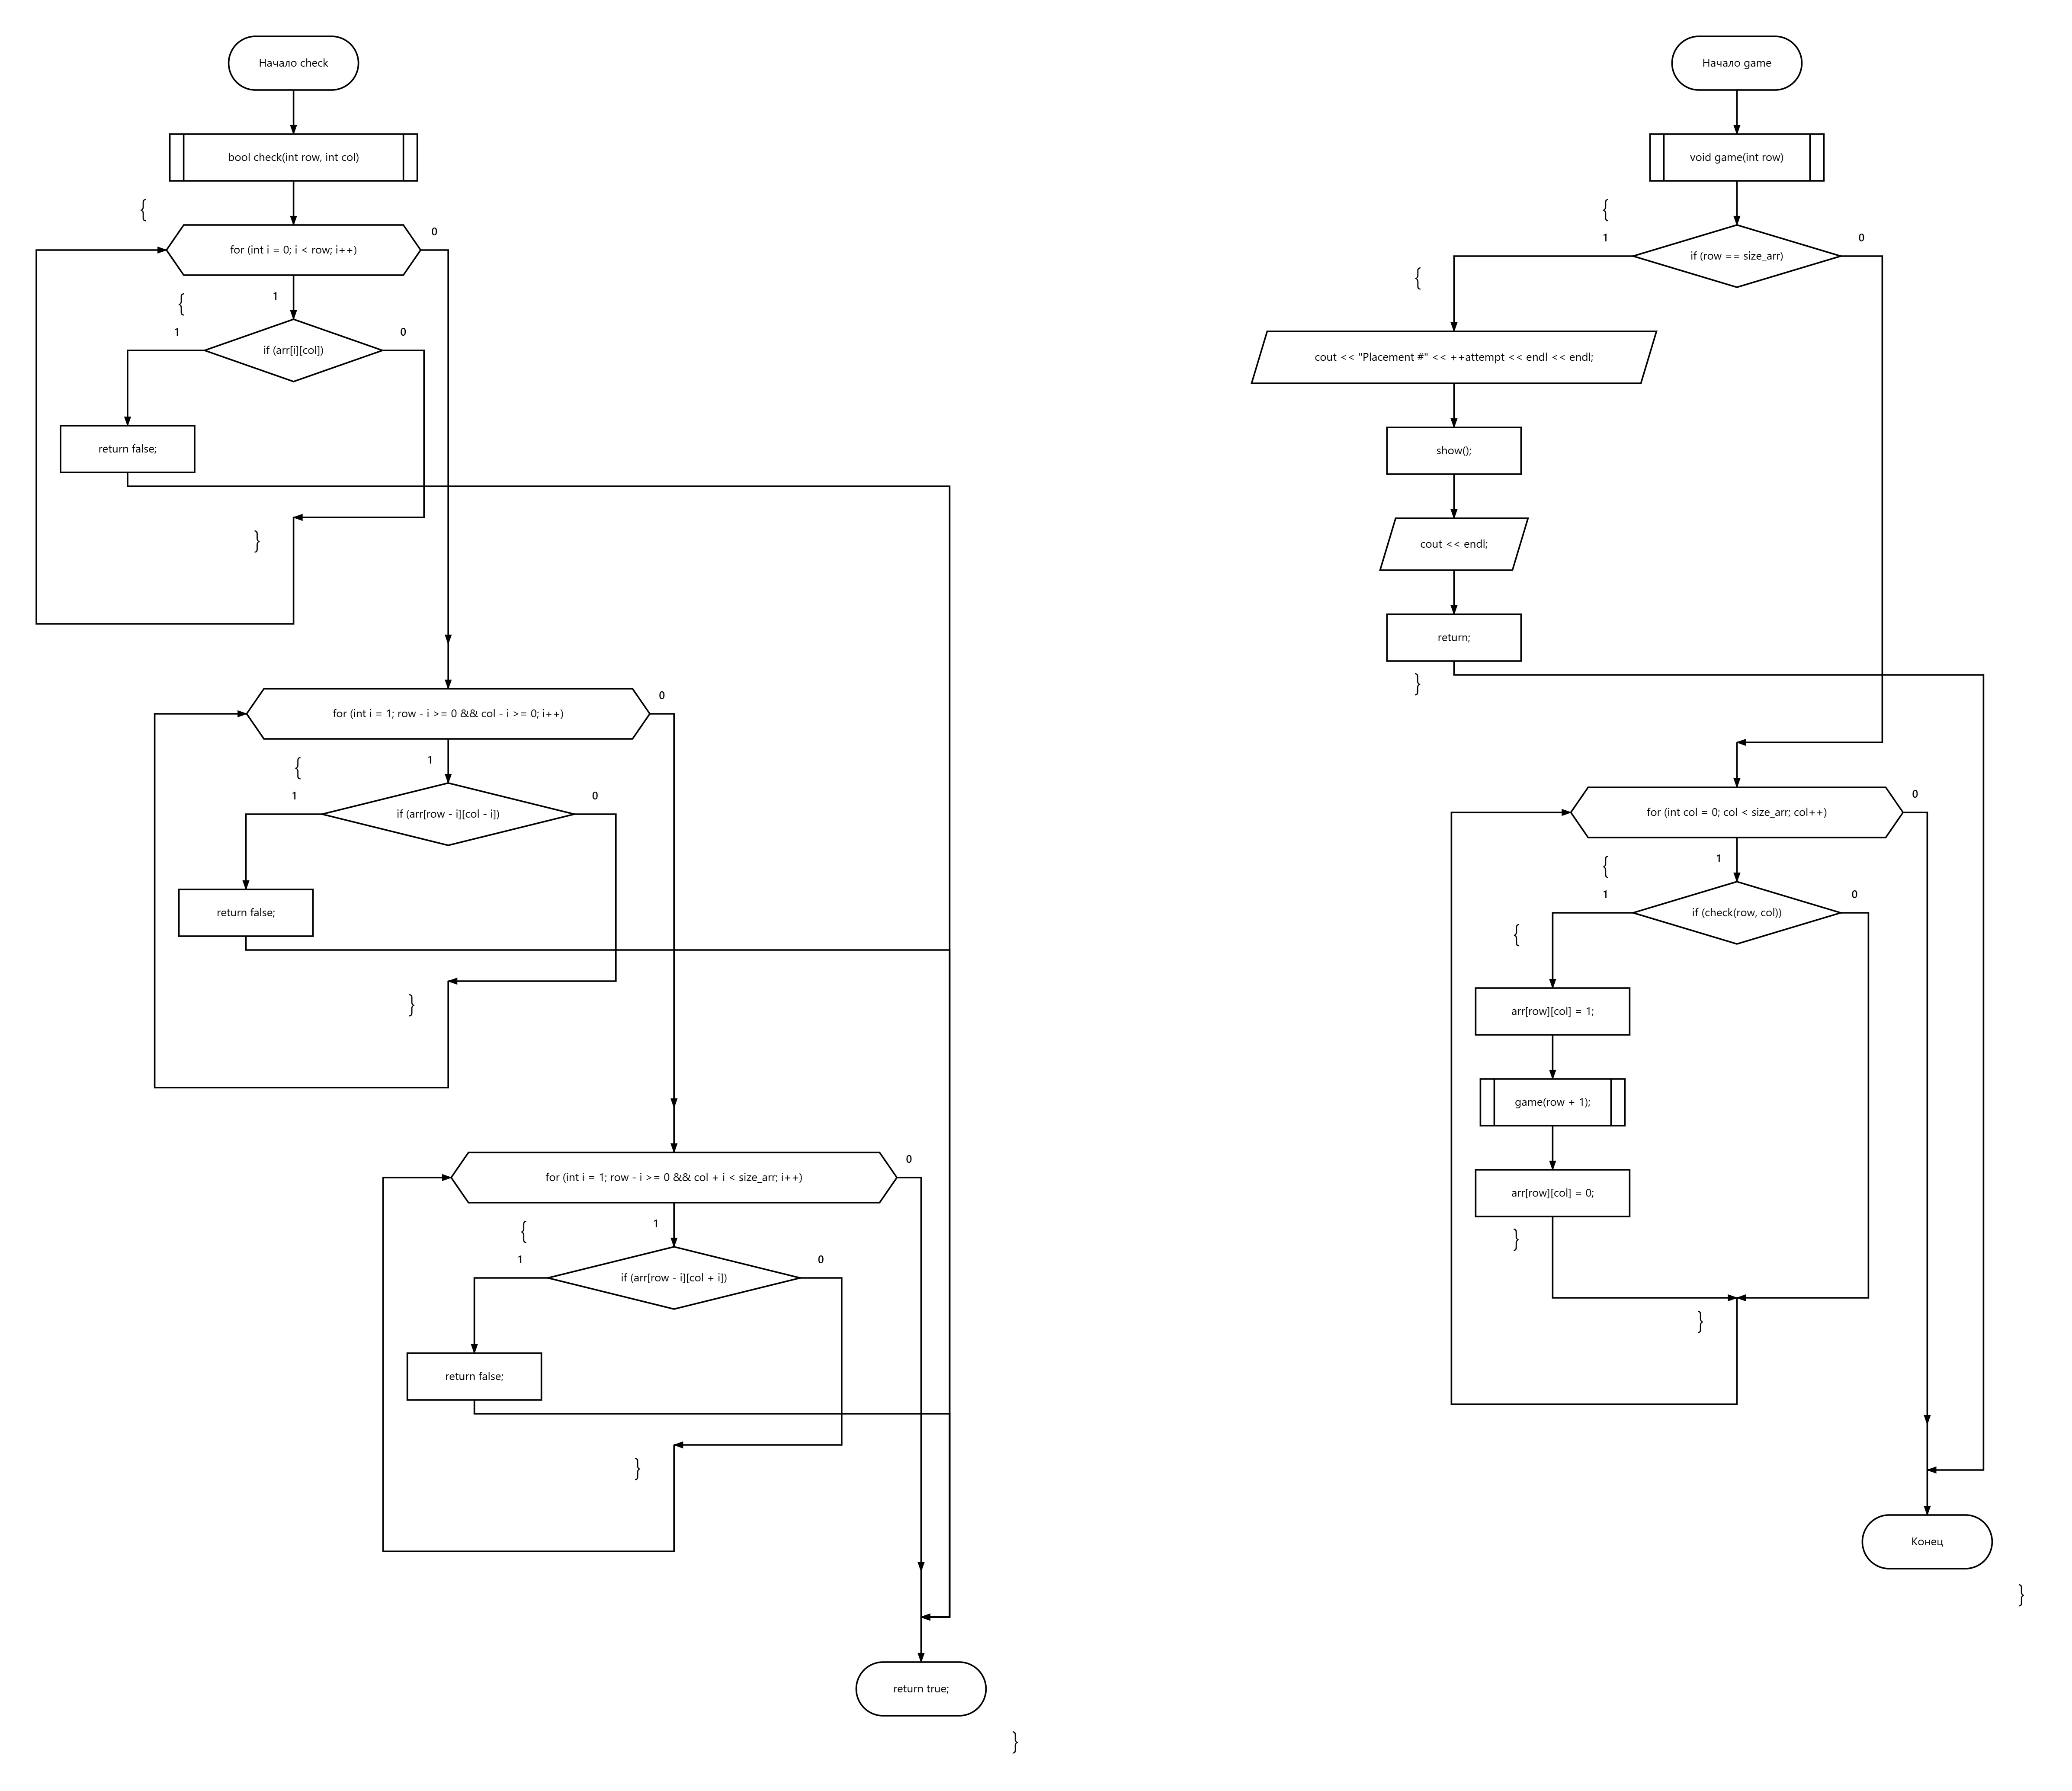 Начало check
bool check(int row, int col)
{
for (int i = 0; i < row; i++)
0
{
1
1
0
if (arr[i][col])
return false;
}
for (int i = 1; row - i >= 0 && col - i >= 0; i++)
0
{
1
1
0
if (arr[row - i][col - i])
return false;
}
for (int i = 1; row - i >= 0 && col + i < size_arr; i++)
0
{
1
1
0
if (arr[row - i][col + i])
return false;
}
return true;
}
Начало game
void game(int row)
{
1
0
if (row == size_arr)
{
cout << "Placement #" << ++attempt << endl << endl;
show();
cout << endl;
return;
}
for (int col = 0; col < size_arr; col++)
0
{
1
1
0
if (check(row, col))
{
arr[row][col] = 1;
game(row + 1);
arr[row][col] = 0;
}
}
Конец
}